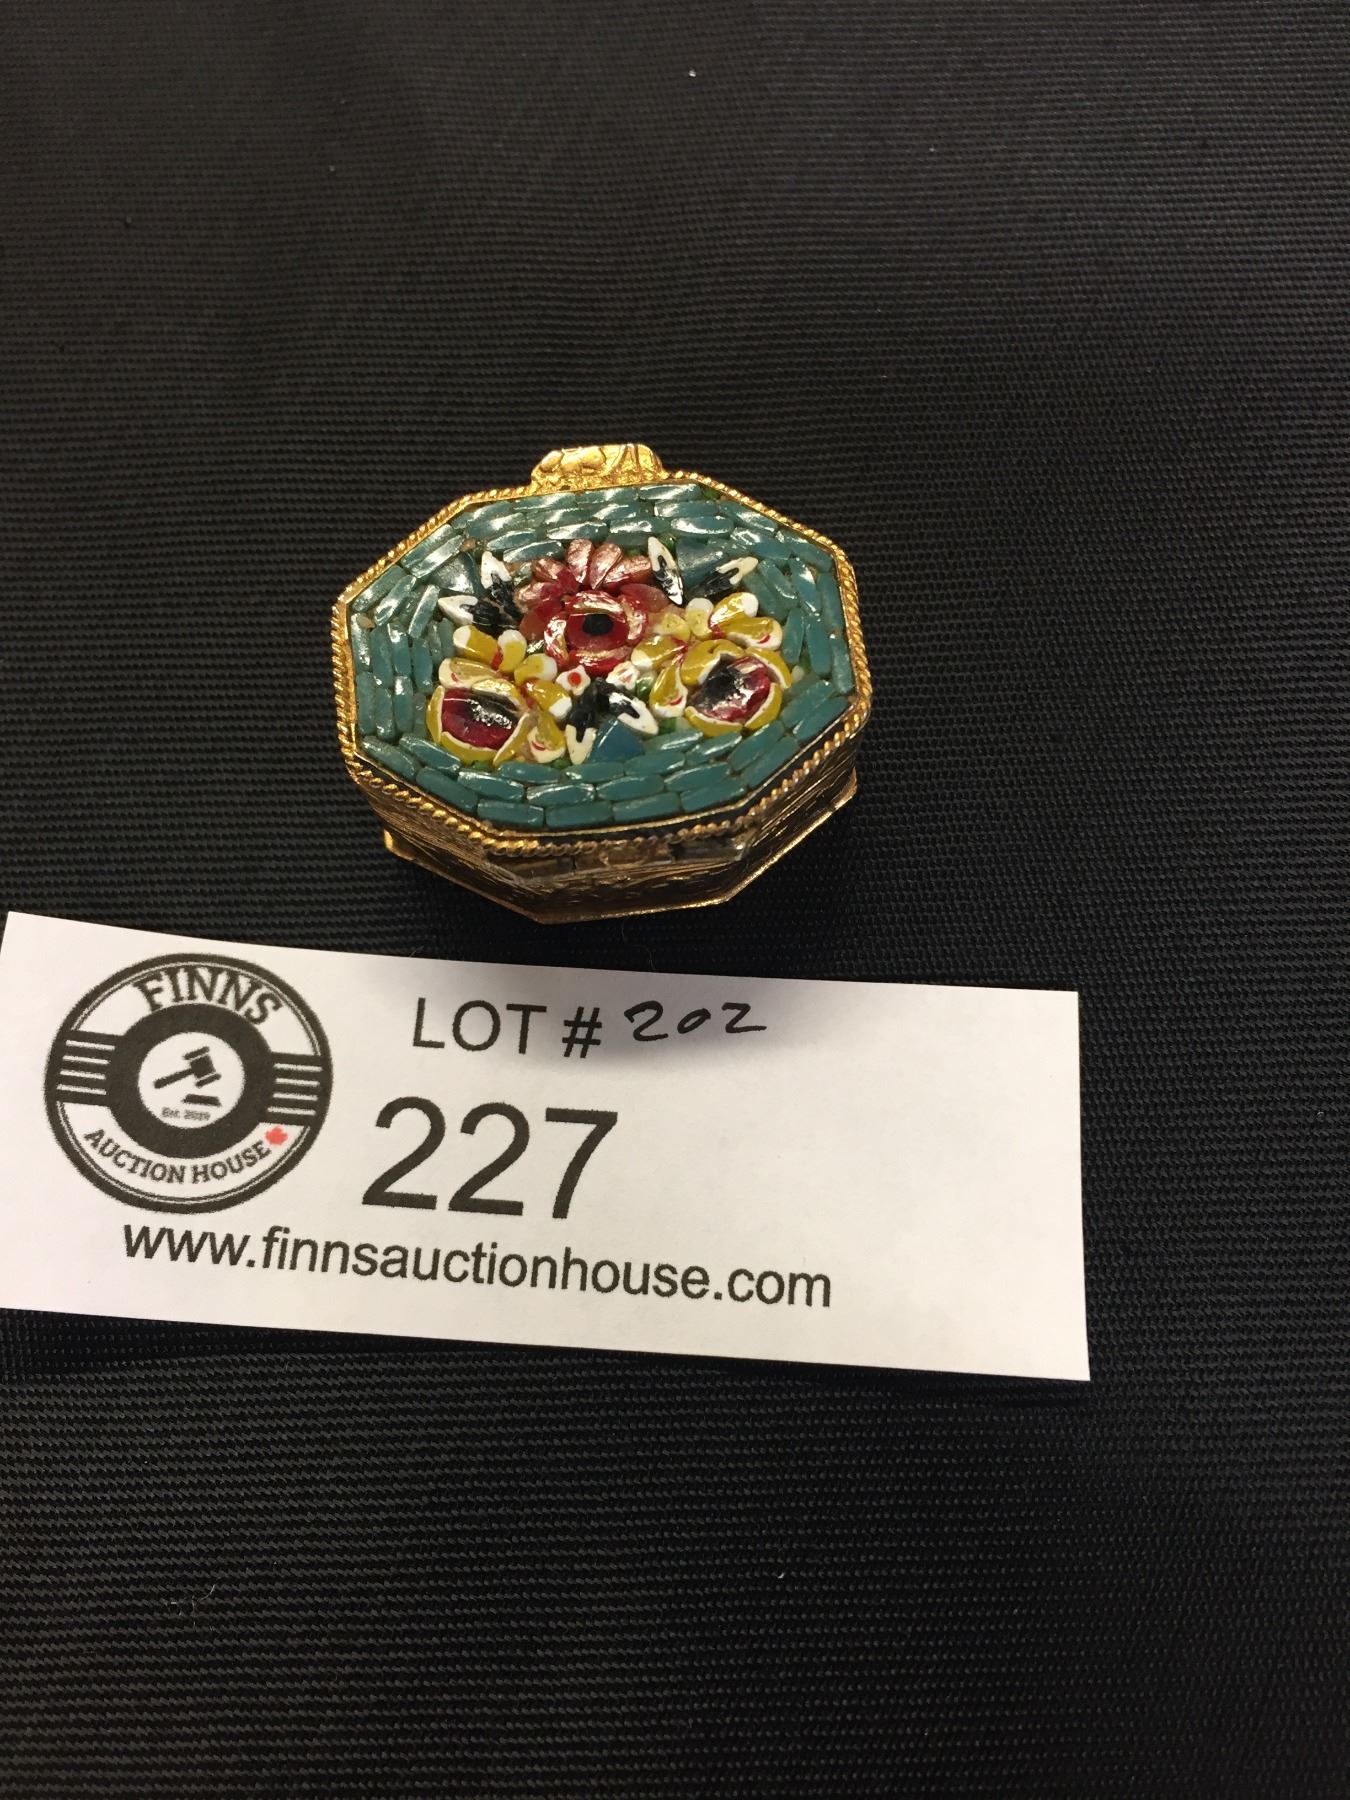 FINNS
Est. 2019
AUCTION HOUSE
LOT # 202
227
www.finnsauctionhouse.com